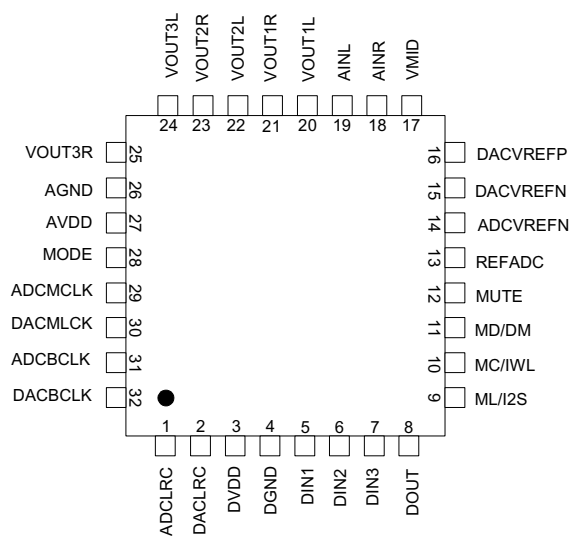 VOUT3L
VOUT2R
VOUT2L
VOUT1R
VOUT1L
AINL
AINR
VMID
24 23 22 21 20 19 18 17
VOUT3R 25
AGND 26
AVDD 27
MODE 28
ADCMCLK 29
DACMLCK 30
ADCBCLK 31
DACBCLK 32
16 DACVREFP
15 DACVREFN
14 ADCVREFN
13 REFADC
12 MUTE
11 MD/DM
10 MC/IWL
9 ML/I2S
1 2 3 4 5 6 7 8
ADCLRC
DACLRC
DVDD
DGND
DIN1
DIN2
DIN3
DOUT